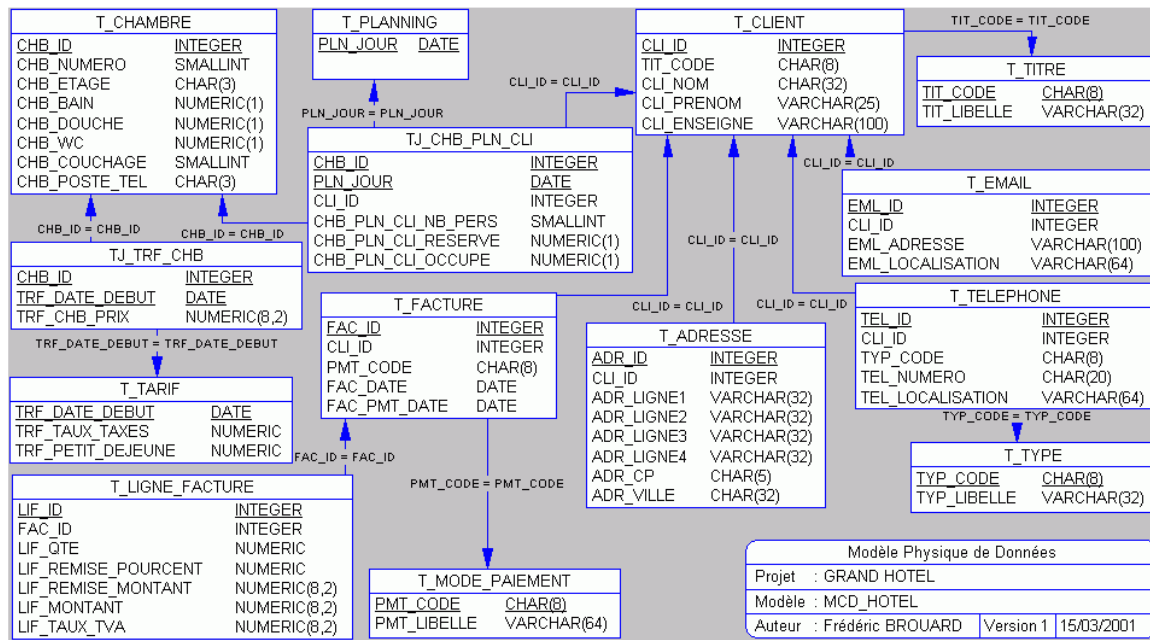 T_CHAMBRE
CHB_ID INTEGER
CHB_NUMERO SMALLINT
CHB_ETAGE CHAR(3)
CHB_BAIN NUMERIC(1)
CHB_DOUCHE NUMERIC(1)
CHB_WC NUMERIC(1)
CHB_COUCHAGE SMALLINT
CHB_POSTE_TEL CHAR(3)
T_PLANNING
PLN_JOUR DATE
T_CLIENT
CLI_ID INTEGER
TIT_CODE CHAR(8)
CLI_NOM CHAR(32)
CLI_PRENOM VARCHAR(25)
CLI_ENSEIGNE VARCHAR(100)
TIT_CODE = TIT_CODE
T_TITRE
TIT_CODE CHAR(8)
TIT_LIBELLE VARCHAR(32)
CLI_ID = CLI_ID
PLN_JOUR = PLN_JOUR
TJ_CHB_PLN_CLI
CHB_ID INTEGER
PLN_JOUR DATE
CLI_ID INTEGER
CHB_PLN_CLI_NB_PERS SMALLINT
CHB_PLN_CLI_RESERVE NUMERIC(1)
CHB_PLN_CLI_OCCUPE NUMERIC(1)
CLI_ID = CLI_ID
T_EMAIL
EML_ID INTEGER
CLI_ID INTEGER
EML_ADRESSE VARCHAR(100)
EML_LOCALISATION VARCHAR(64)
CHB_ID = CHB_ID
CHB_ID = CHB_ID
CLI_ID = CLI_ID
TJ_TRF_CHB
CHB_ID INTEGER
TRF_DATE_DEBUT DATE
TRF_CHB_PRIX NUMERIC(8,2)
TRF_DATE_DEBUT = TRF_DATE_DEBUT
T_FACTURE
FAC_ID INTEGER
CLI_ID INTEGER
PMT_CODE CHAR(8)
FAC_DATE DATE
FAC_PMT_DATE DATE
CLI_ID = CLI_ID
CLI_ID = CLI_ID
T_TELEPHONE
TEL_ID INTEGER
CLI_ID INTEGER
TYP_CODE CHAR(8)
TEL_NUMERO CHAR(20)
TEL_LOCALISATION VARCHAR(64)
T_ADRESSE
ADR_ID INTEGER
CLI_ID INTEGER
ADR_LIGNE1 VARCHAR(32)
ADR_LIGNE2 VARCHAR(32)
ADR_LIGNE3 VARCHAR(32)
ADR_LIGNE4 VARCHAR(32)
ADR_CP CHAR(5)
ADR_VILLE CHAR(32)
T_TARIF
TRF_DATE_DEBUT DATE
TRF_TAUX_TAXES NUMERIC
TRF_PETIT_DEJEUNE NUMERIC
TYP_CODE = TYP_CODE
T_TYPE
TYP_CODE CHAR(8)
TYP_LIBELLE VARCHAR(32)
FAC_ID = FAC_ID
PMT_CODE = PMT_CODE
T_LIGNE_FACTURE
LIF_ID INTEGER
FAC_ID INTEGER
LIF_QTE NUMERIC
LIF_REMISE_POURCENT NUMERIC
LIF_REMISE_MONTANT NUMERIC(8,2)
LIF_MONTANT NUMERIC(8,2)
LIF_TAUX_TVA NUMERIC(8,2)
T_MODE_PAIEMENT
PMT_CODE CHAR(8)
PMT_LIBELLE VARCHAR(64)
Modèle Physique de Données
Projet : GRAND HOTEL
Modèle : MCD_HOTEL
Auteur : Frédéric BROUARD Version 1 15/03/2001